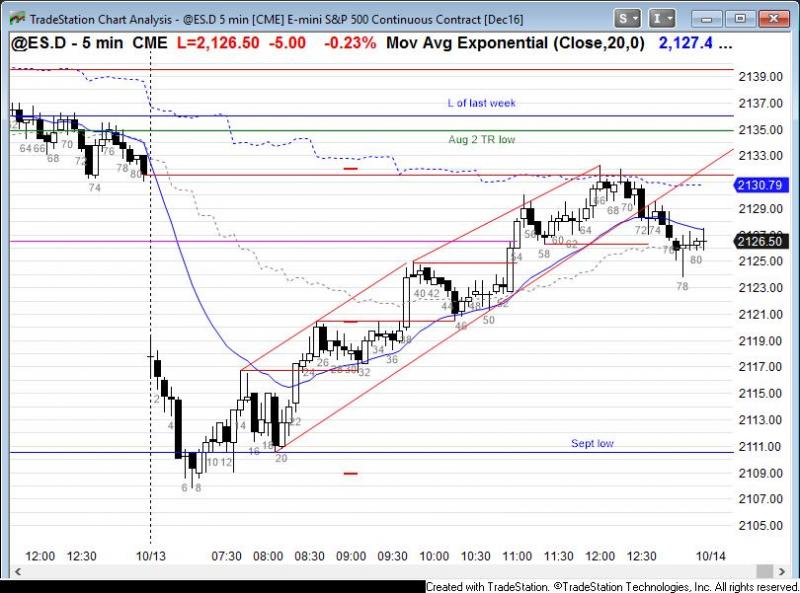 TradeStation Chart Analysis - @ES.D 5 min [CME] E-mini S&P 500 Continuous Contract [Dec16]
S I
@ES.D - 5 min CME L=2,126.50 -5.00 -0.23% Mov Avg Exponential (Close,20,0) 2,127.4 ...
2139.00
L of last week
2137.00
2135.00
Aug 2 TR low
64 66 70 76
68 72 78 80
74
2133.00
2130.79
66
68 70
2129.00
56 64 72 74
60 62
2126.50
54 58 76 80
2125.00
78
2123.00
40 42
44 48 52
46 50
2121.00
38
2119.00
34
26 36
24 28 30 32
2117.00
2115.00
2
2113.00
4 14 22
Sept low
2111.00
10 12 16 18
20
2109.00
6 8
2107.00
2105.00
12:00 12:30 10/13 07:30 08:00 08:30 09:00 09:30 10:00 10:30 11:00 11:30 12:00 12:30 10/14
Created with TradeStation. ©TradeStation Technologies, Inc. All rights reserved.